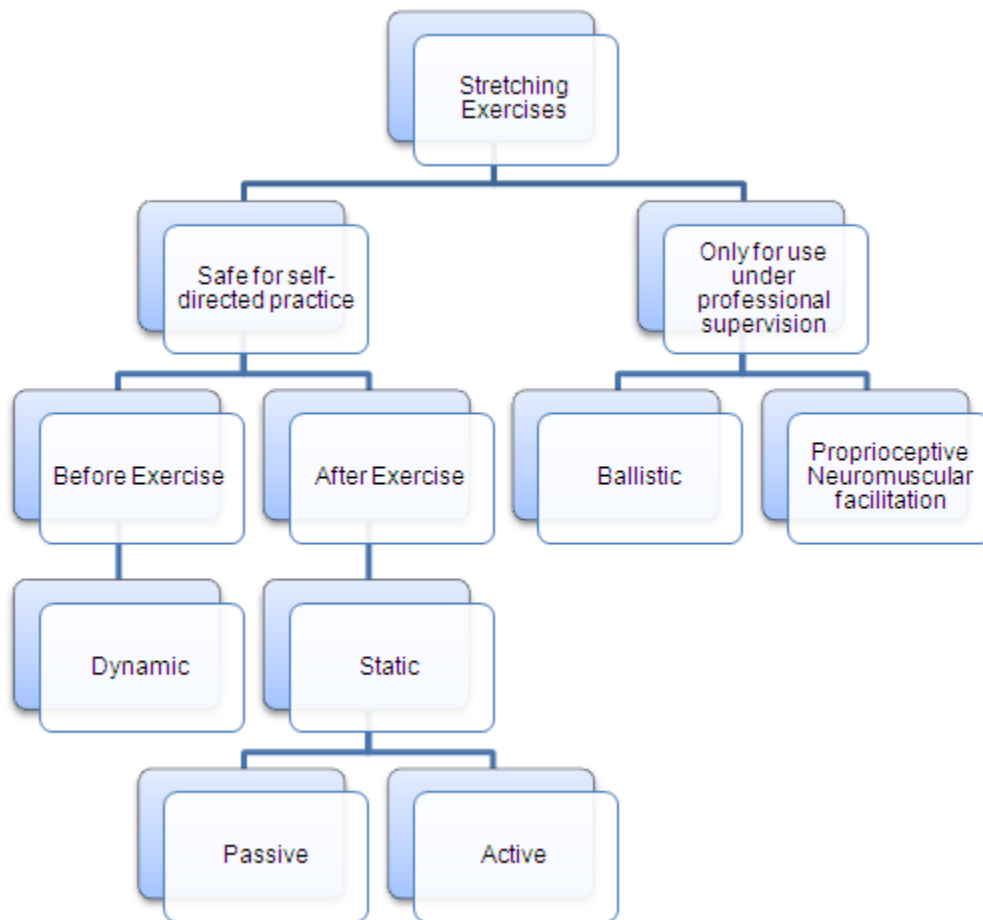 Stretching
Exercises
Safe for self-
directed practice
Only for use
under
professional
supervision
Before Exercise
After Exercise
Ballistic
Proprioceptive
Neuromuscular
facilitation
Dynamic
Static
Passive
Active